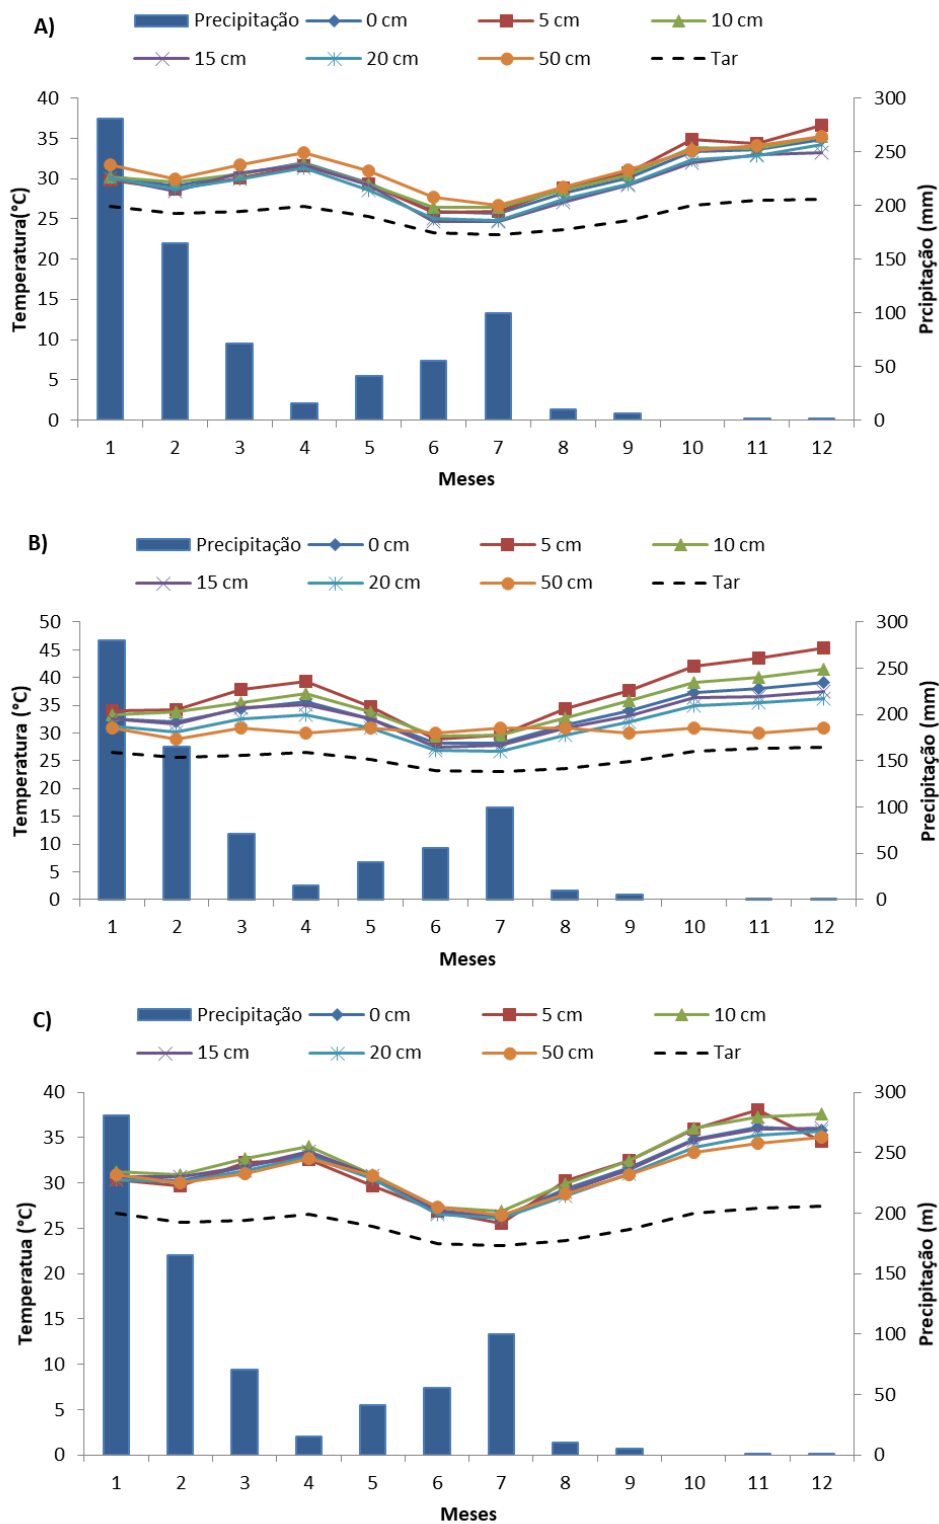 A)
Precipitação 0 cm 5 cm 10 cm
15 cm 20 cm 50 cm Tar
40 300
35 250
30
25 200
20 150
15
10 100
5 50
0 0
Temperatura(°C)
Prcipitação (mm)
1 2 3 4 5 6 7 8 9 10 11 12
Meses
B)
Precipitação 0 cm 5 cm 10 cm
15 cm 20 cm 50 cm Tar
50 300
45
40 250
35
30 200
25 150
20
15 100
10
5 50
0 0
Temperatura (°C)
Precipitação (mm)
1 2 3 4 5 6 7 8 9 10 11 12
Meses
C)
Precipitação 0 cm 5 cm 10 cm
15 cm 20 cm 50 cm Tar
40 300
35 250
30
25 200
20 150
15
10 100
5 50
0 0
Temperatua (°C)
Precipitação (m)
1 2 3 4 5 6 7 8 9 10 11 12
Meses